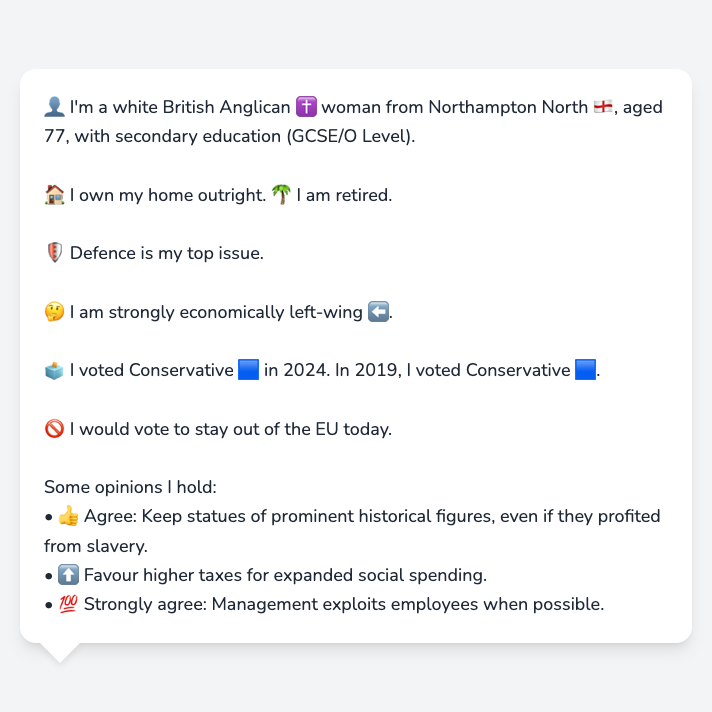 👤 I'm a white British Anglican ✝️ woman from Northampton North 🏴󠁧󠁢󠁥󠁮󠁧󠁿, aged
77, with secondary education (GCSE/O Level).
🏠 I own my home outright. 🌴 I am retired.
🛡️ Defence is my top issue.
🤔 I am strongly economically left-wing ⬅️.
🗳️ I voted Conservative 🟦 in 2024. In 2019, I voted Conservative 🟦.
🚫 I would vote to stay out of the EU today.
Some opinions I hold:
• 👍 Agree: Keep statues of prominent historical figures, even if they profited
from slavery.
• ⬆️ Favour higher taxes for expanded social spending.
• 💯 Strongly agree: Management exploits employees when possible.